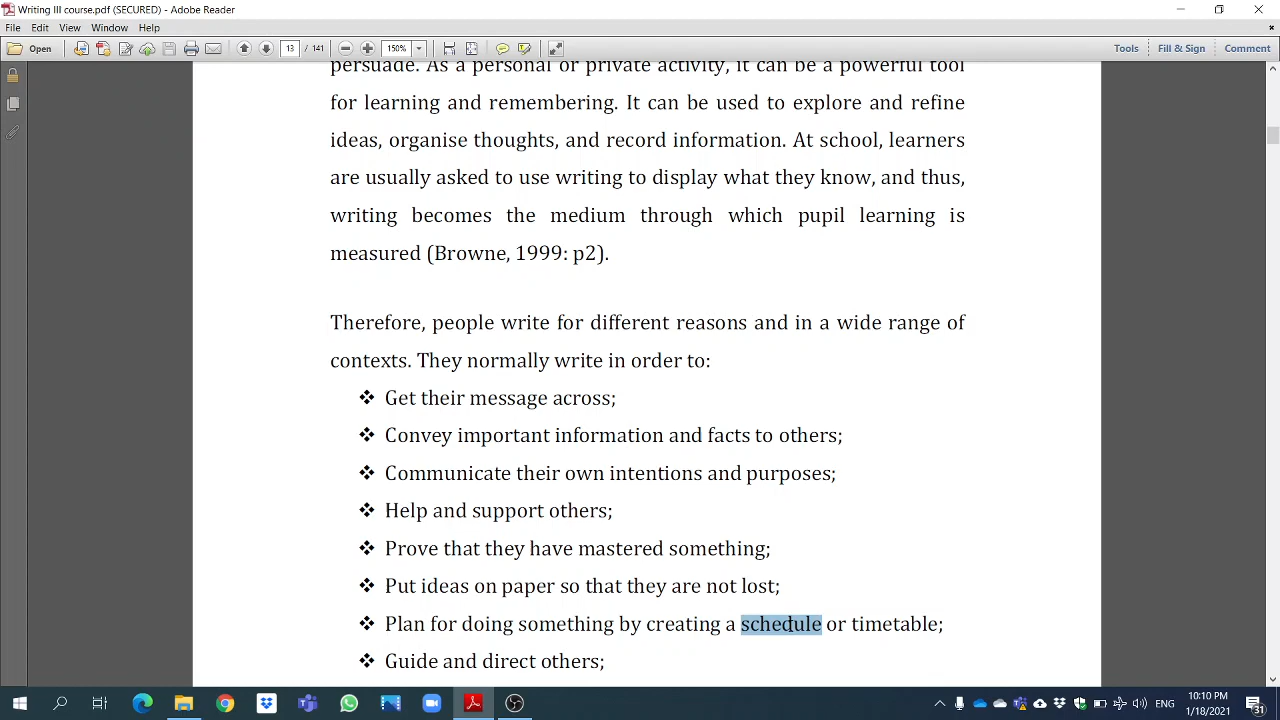 Writing III course.pdf (SECURED) - Adobe Reader
File Edit View Window Help
Open 13 / 141 150% Tools Fill & Sign Comment
persuade. As a personal or private activity, it can be a powerful tool
for learning and remembering. It can be used to explore and refine
ideas, organise thoughts, and record information. At school, learners
are usually asked to use writing to display what they know, and thus,
writing becomes the medium through which pupil learning is
measured (Browne, 1999: p2).
Therefore, people write for different reasons and in a wide range of
contexts. They normally write in order to:
❖ Get their message across;
❖ Convey important information and facts to others;
❖ Communicate their own intentions and purposes;
❖ Help and support others;
❖ Prove that they have mastered something;
❖ Put ideas on paper so that they are not lost;
❖ Plan for doing something by creating a schedule or timetable;
❖ Guide and direct others;
ENG
10:10 PM
1/18/2021
31